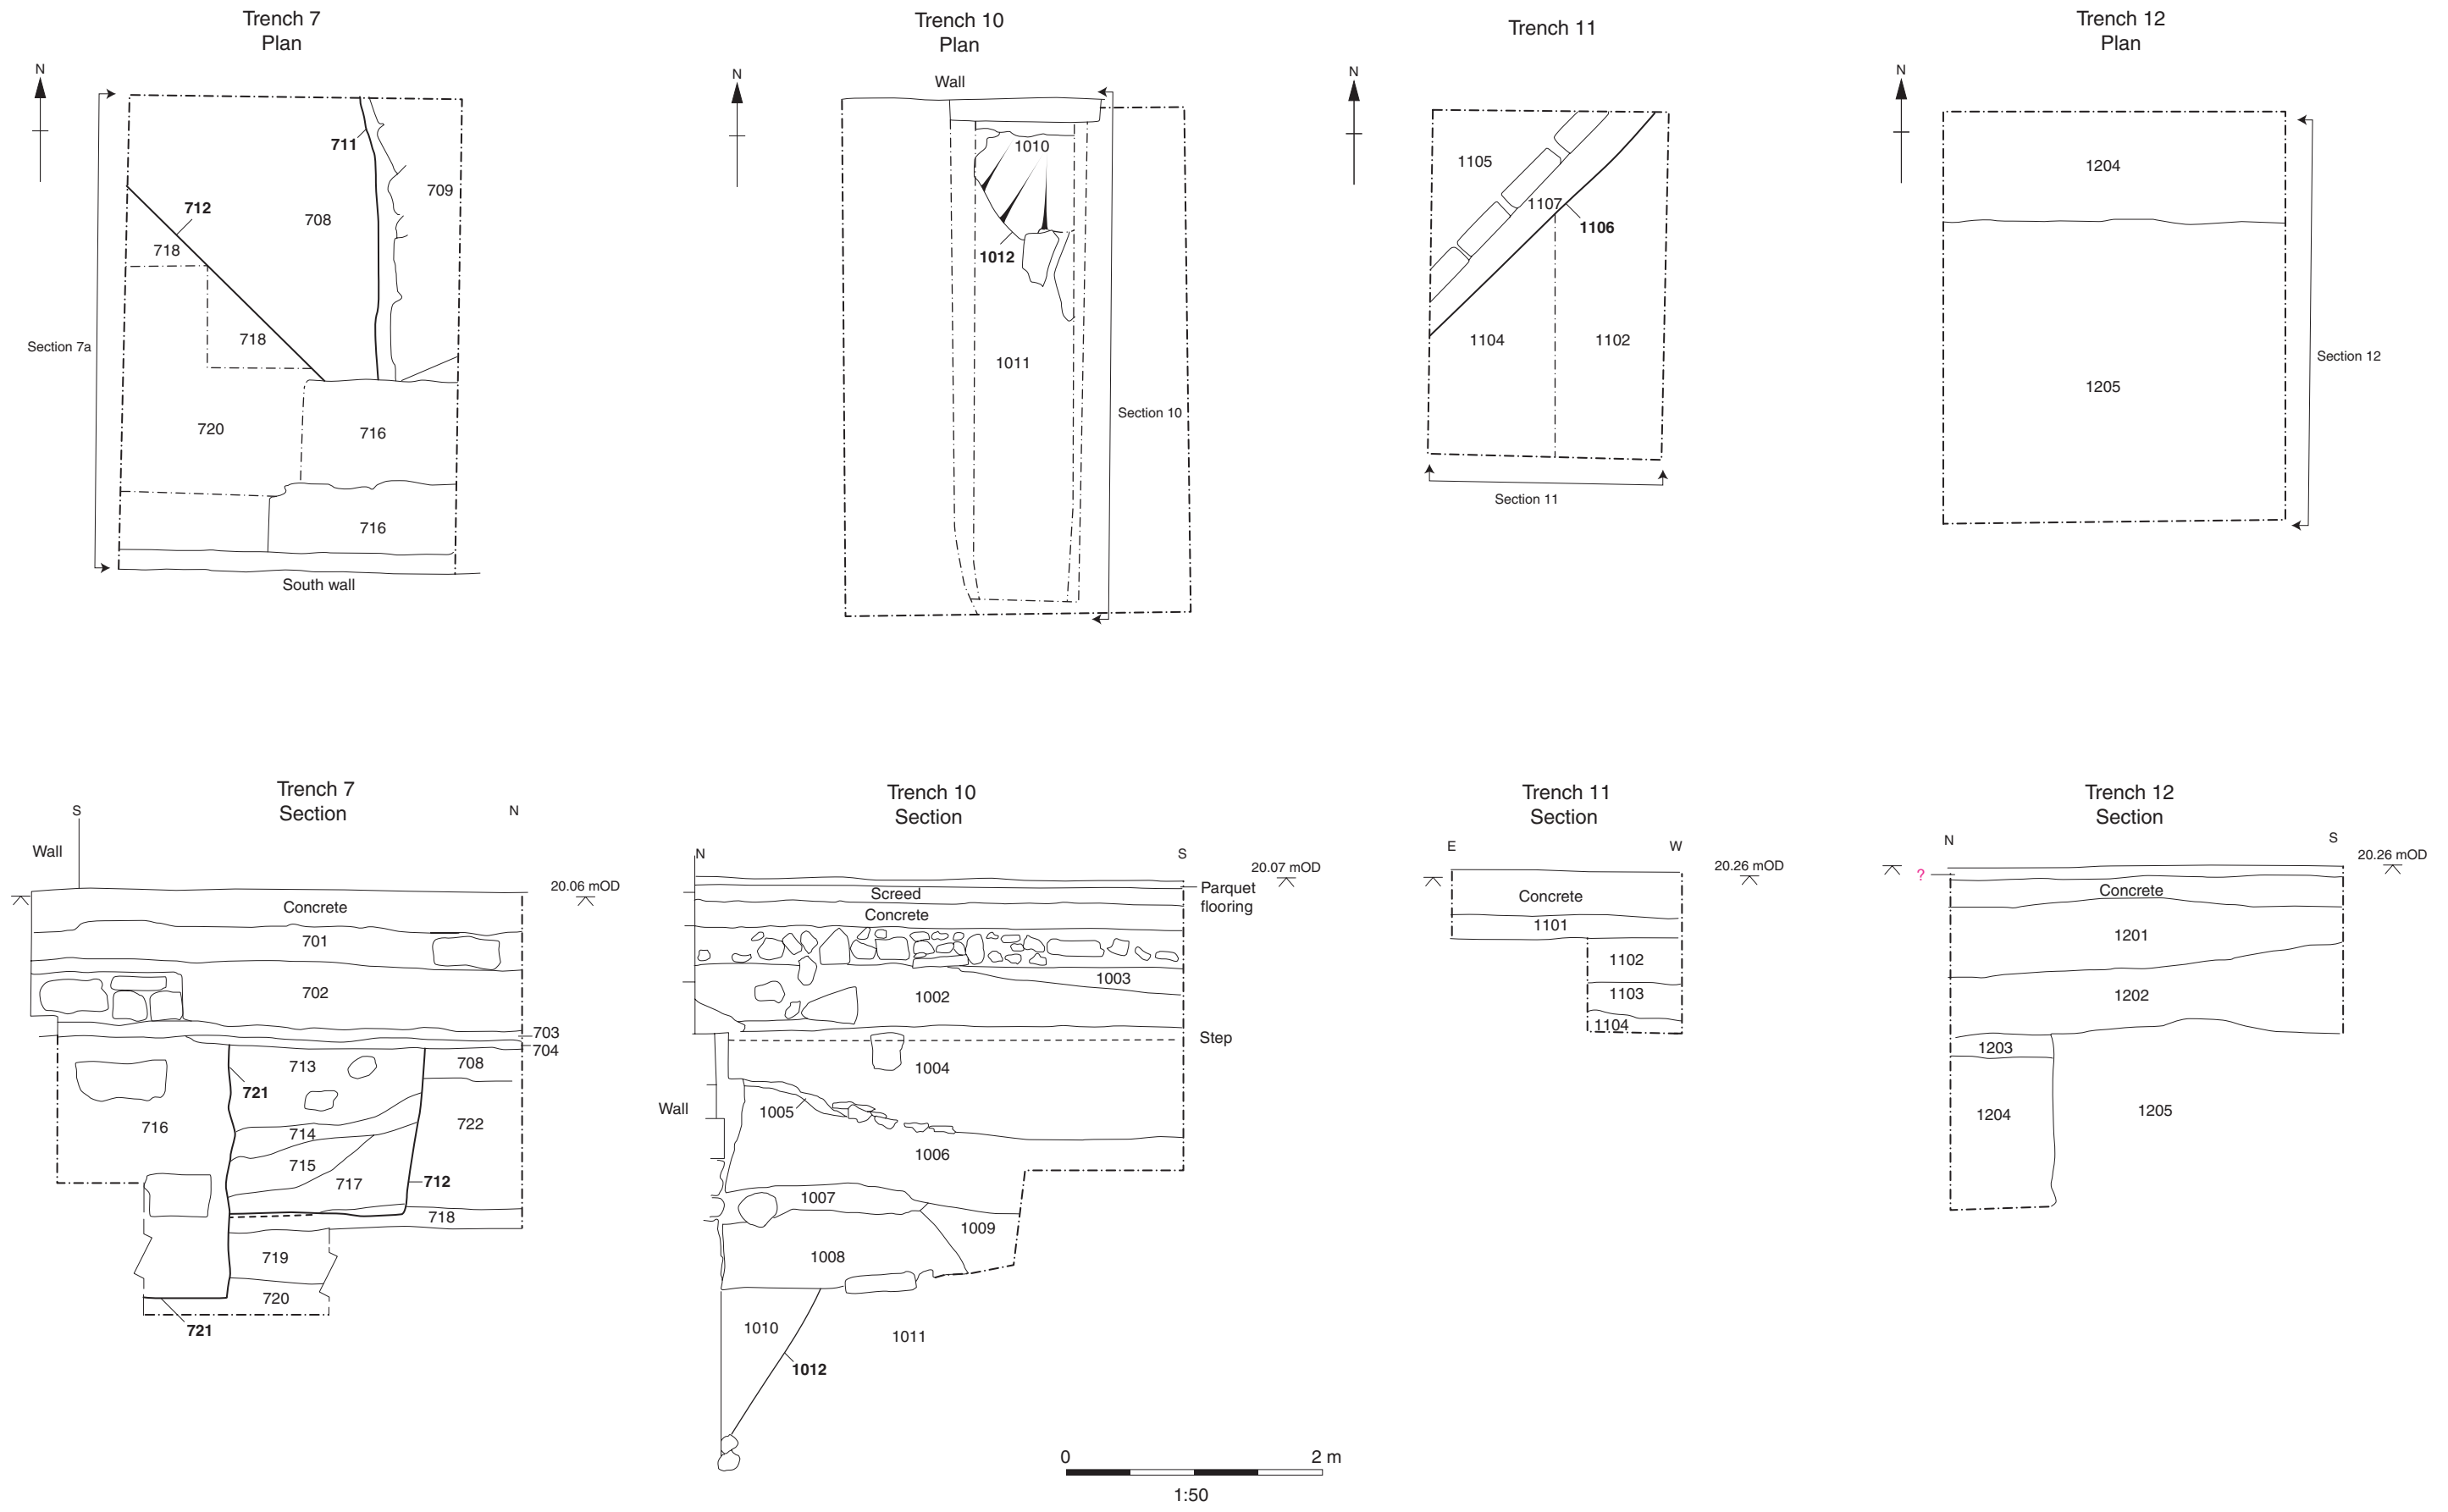 Trench 7
Plan
N
711
709
712
708
718
718
Section 7a
720
716
716
South wall
Trench 10
Plan
Wall
N
1010
1012
1011
Section 10
Trench 11
N
1105
1107
1106
1104
1102
Section 11
Trench 12
Plan
N
1204
1205
Section 12
Trench 7
Section
S
N
Wall
20.06 mOD
Concrete
701
702
703
704
713
708
721
716
714
722
715
717
712
718
719
720
721
Trench 10
Section
N
S
20.07 mOD
Screed
Parquet
flooring
Concrete
1003
1002
Step
1004
Wall
1005
1006
1007
1009
1008
1010
1011
1012
Trench 11
Section
E
W
20.26 mOD
Concrete
1101
1102
1103
1104
Trench 12
Section
N
S
20.26 mOD
?
Concrete
1201
1202
1203
1204
1205
0
2 m
1:50